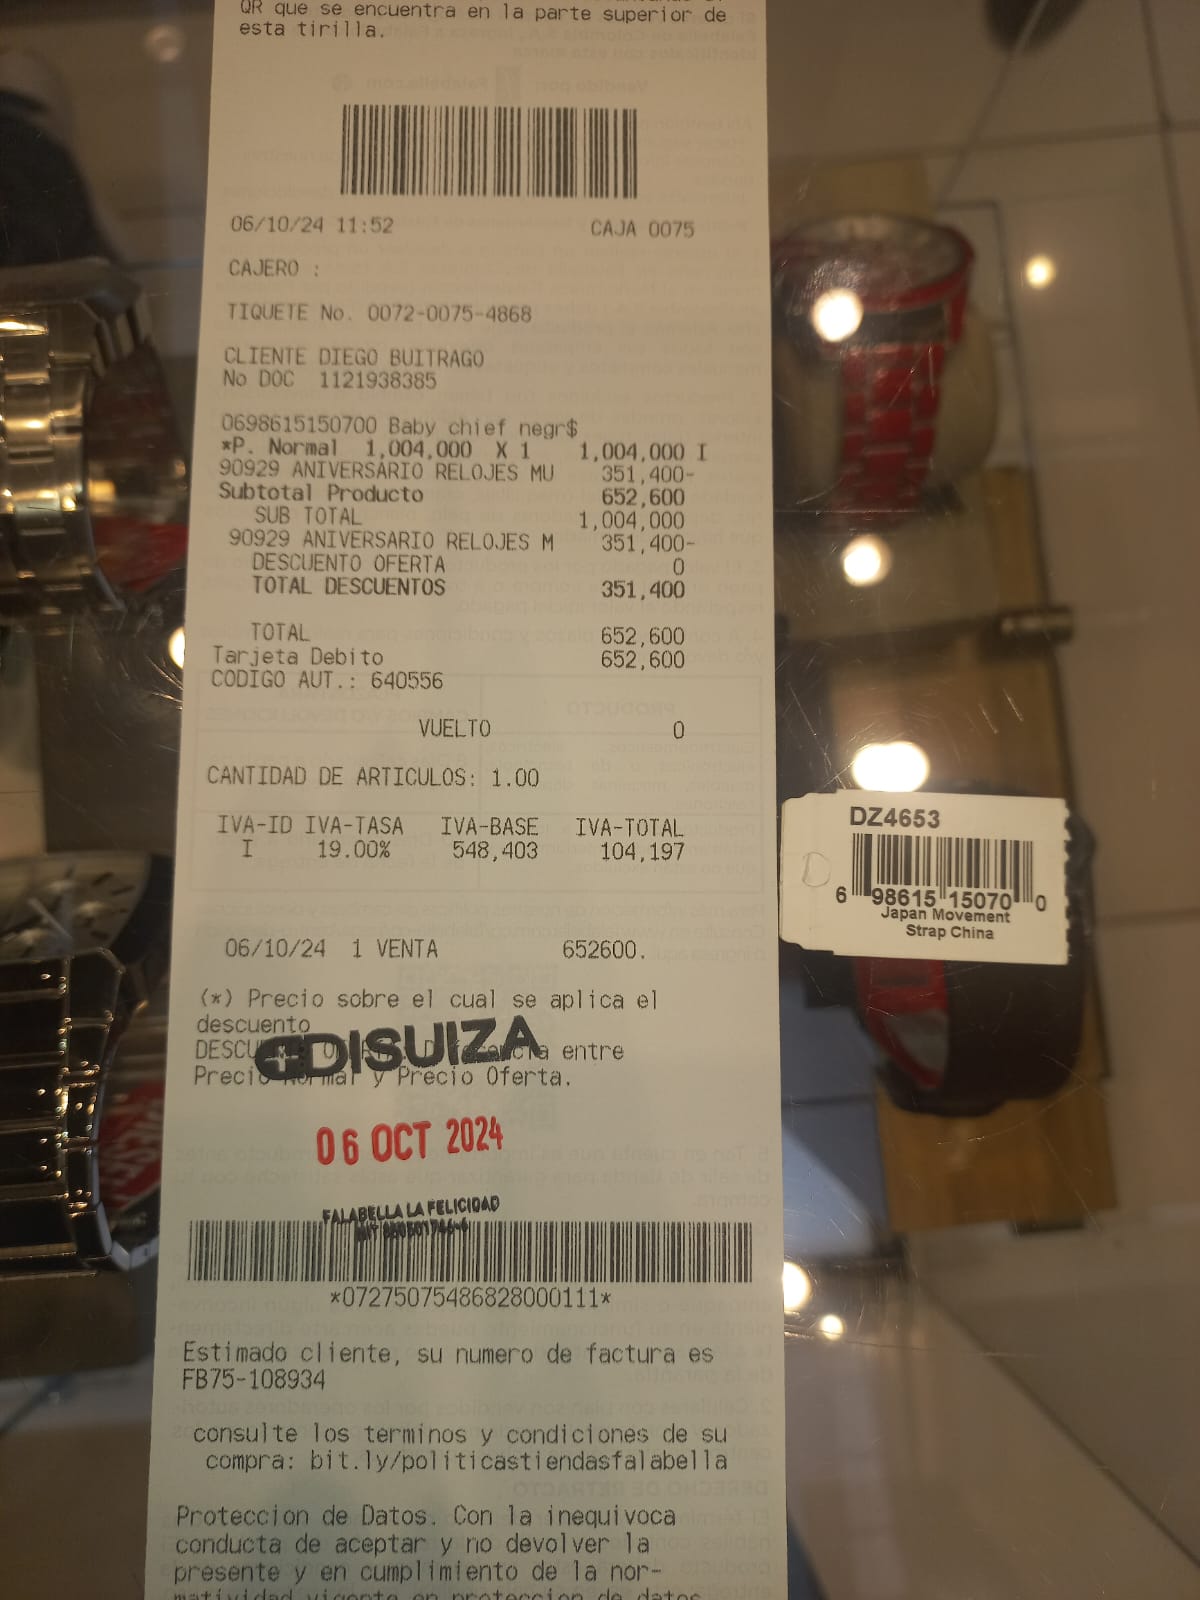 QR que se encuentra en la parte superior de
esta tirilla.
06/10/24 11:52 CAJA 0075
CAJERO :
TIQUETE No. 0072-0075-4868
CLIENTE DIEGO BUITRAGO
No DOC 1121938385
0698615150700 Baby chief negr$
*P. Normal 1,004,000 X 1 1,004,000 I
90929 ANIVERSARIO RELOJES MU 351,400-
Subtotal Producto 652,600
SUB TOTAL 1,004,000
90929 ANIVERSARIO RELOJES M 351,400-
DESCUENTO OFERTA 0
TOTAL DESCUENTOS 351,400
TOTAL 652,600
Tarjeta Debito 652,600
CODIGO AUT.: 640556
VUELTO 0
CANTIDAD DE ARTICULOS: 1.00
IVA-ID IVA-TASA IVA-BASE IVA-TOTAL
I 19.00% 548,403 104,197
06/10/24 1 VENTA 652600.
(*) Precio sobre el cual se aplica el
descuento
DISUIZA
entre
Precio Normal y Precio Oferta.
06 OCT 2024
FALABELLA LA FELICIDAD
*07275075486828000111*
Estimado cliente, su numero de factura es
FB75-108934
consulte los terminos y condiciones de su
compra: bit.ly/politicastiendasfalabella
Proteccion de Datos. Con la inequivoca
conducta de aceptar y no devolver la
presente y en cumplimiento de la nor-
matividad vigente en proteccion de datos
DZ4653
6 98615 15070 0
Japan Movement
Strap China